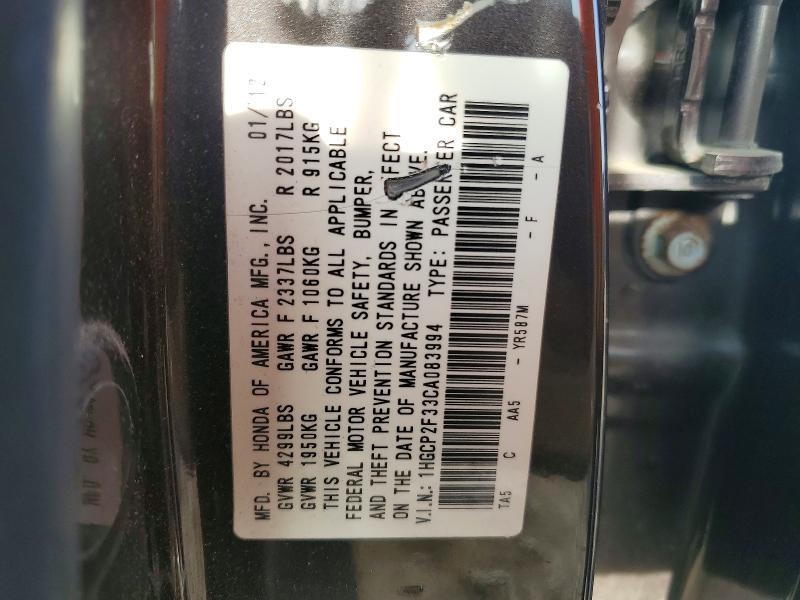 MFD. BY HONDA OF AMERICA MFG., INC. 01/12
GVWR 4299LBS GAWR F 2337LBS R 2017LBS
GVWR 1950KG GAWR F 1060KG R 915KG
THIS VEHICLE CONFORMS TO ALL APPLICABLE
FEDERAL MOTOR VEHICLE SAFETY, BUMPER,
AND THEFT PREVENTION STANDARDS IN EFFECT
ON THE DATE OF MANUFACTURE SHOWN ABOVE.
V.I.N.: 1HGCP2F33CA083994 TYPE: PASSENGER CAR
TA5 C AA5 - YR587M - F - A